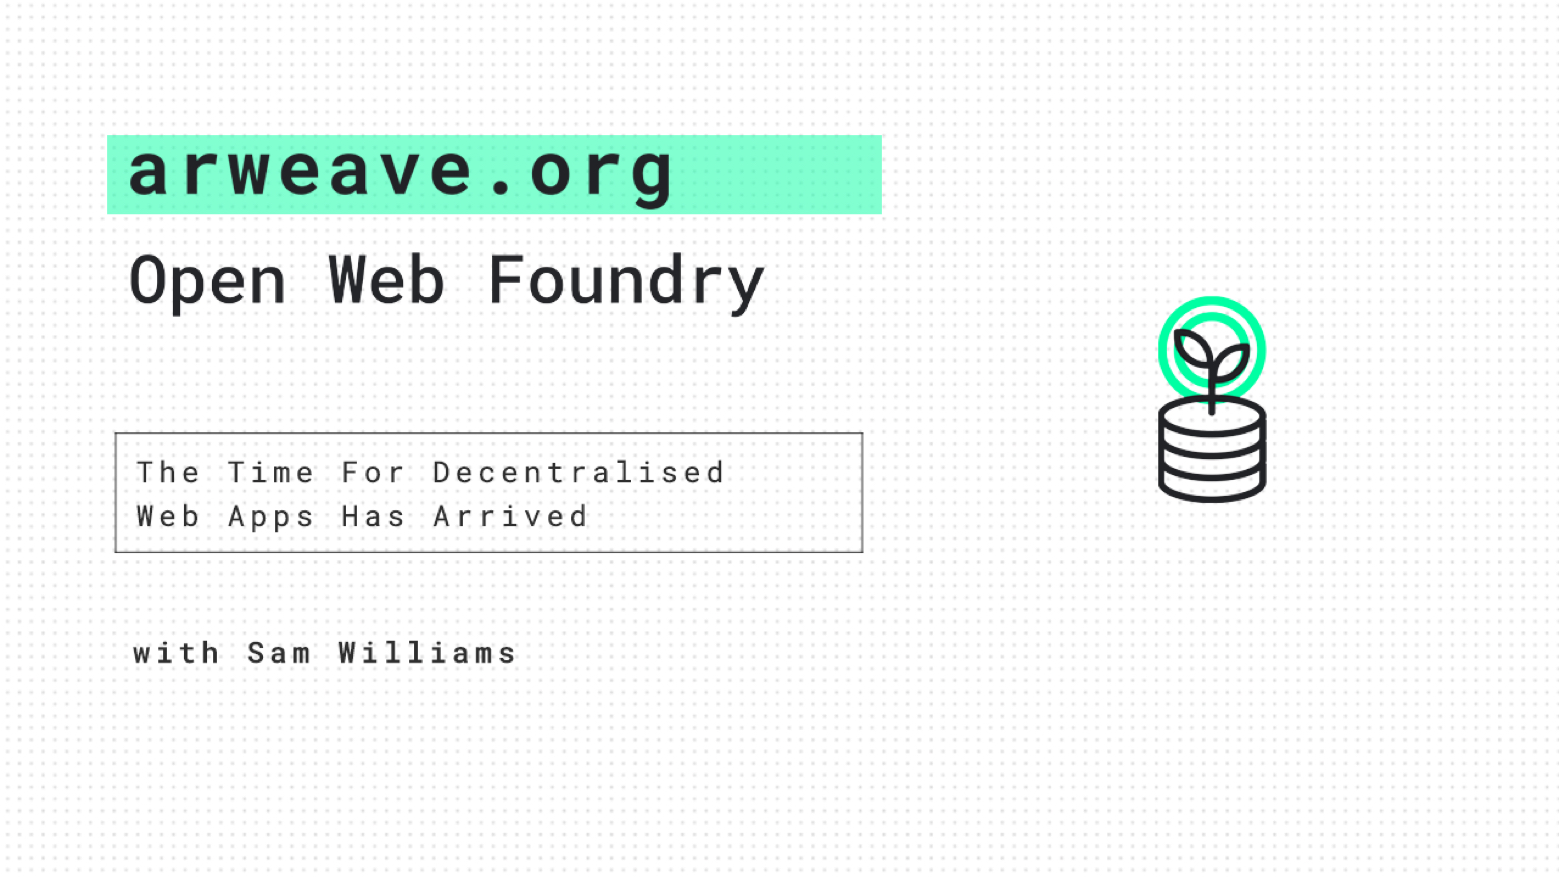 arweave.org
Open Web Foundry
The Time For Decentralised
Web Apps Has Arrived
with Sam Williams